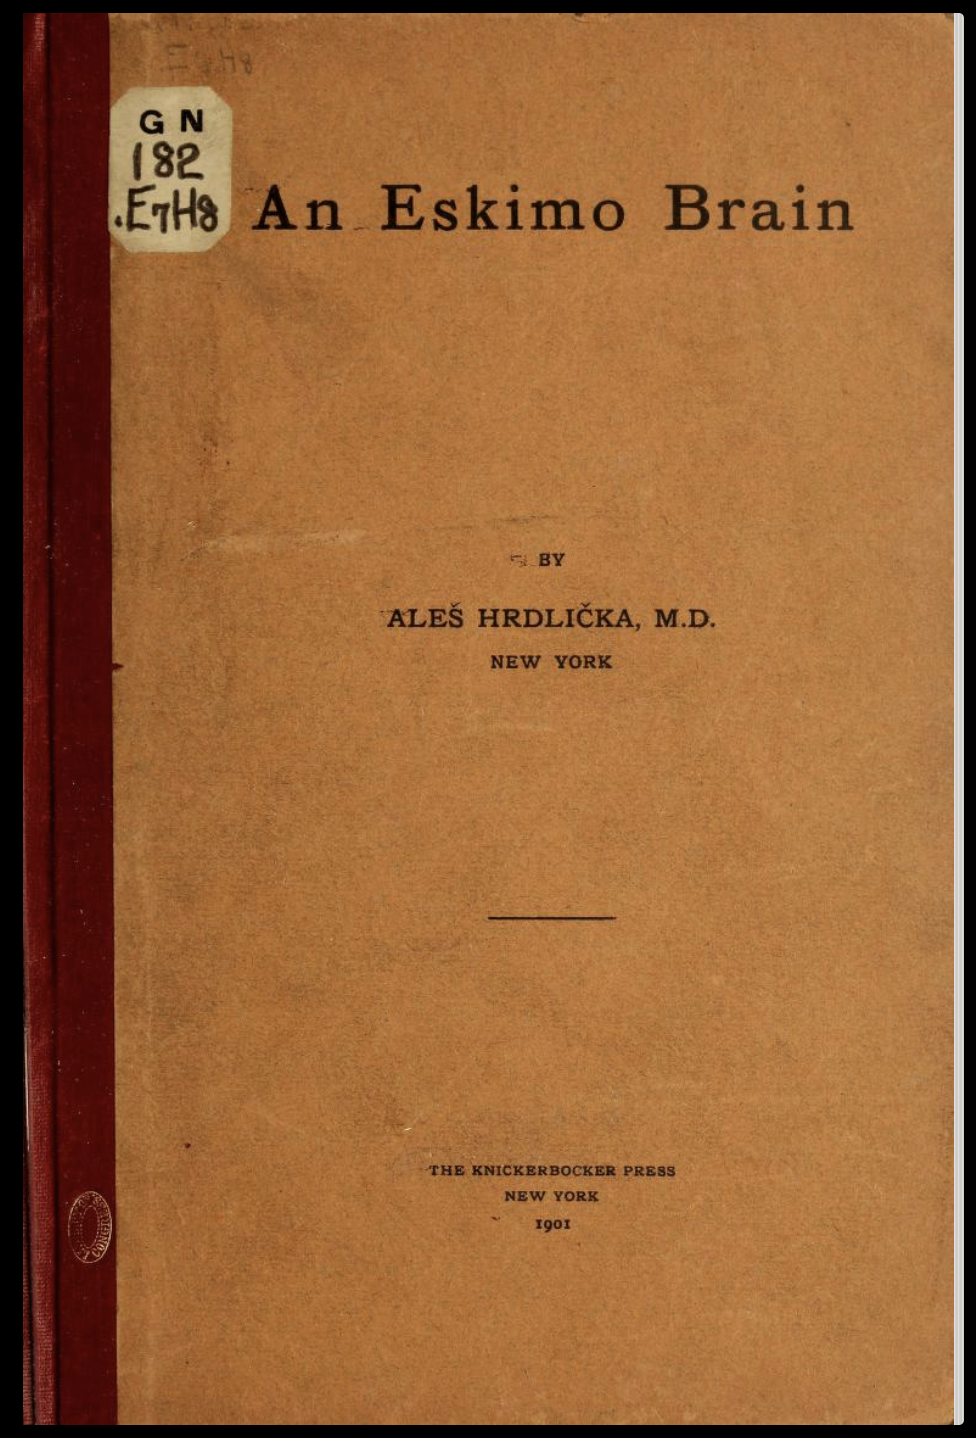 G N
182
.E7H8
An Eskimo Brain
BY
ALEŠ HRDLIČKA, M.D.
NEW YORK
THE KNICKERBOCKER PRESS
NEW YORK
1901